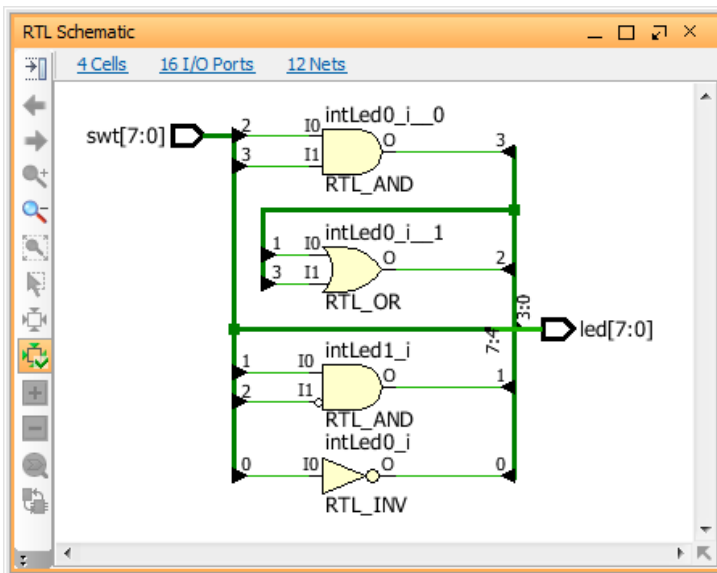 RTL Schematic
4 Cells 16 I/O Ports 12 Nets
intLed0_i__0
swt[7:0] 2 I0 O 3
3 I1
RTL_AND
intLed0_i__1
1 I0 O 2
3 I1
RTL_OR
3:0
7:4
led[7:0]
intLed1_i
1 I0 O 1
2 I1
RTL_AND
intLed0_i
0 I0 O 0
RTL_INV